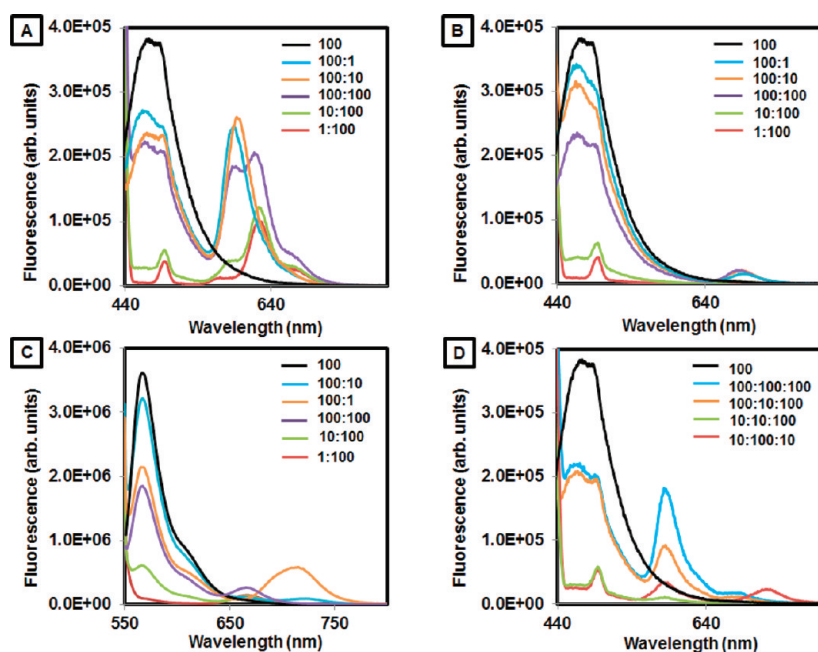 A
4.0E+05
3.0E+05
2.0E+05
1.0E+05
0.0E+00
Fluorescence (arb. units)
100
100:1
100:10
100:100
10:100
1:100
440
640
Wavelength (nm)
B
4.0E+05
3.0E+05
2.0E+05
1.0E+05
0.0E+00
Fluorescence (arb. units)
100
100:1
100:10
100:100
10:100
1:100
440
640
Wavelength (nm)
C
4.0E+06
3.0E+06
2.0E+06
1.0E+06
0.0E+00
Fluorescence (arb. units)
100
100:10
100:1
100:100
10:100
1:100
550
650
750
Wavelength (nm)
D
4.0E+05
3.0E+05
2.0E+05
1.0E+05
0.0E+00
Fluorescence (arb. units)
100
100:100:100
100:10:100
10:10:100
10:100:10
440
640
Wavelength (nm)